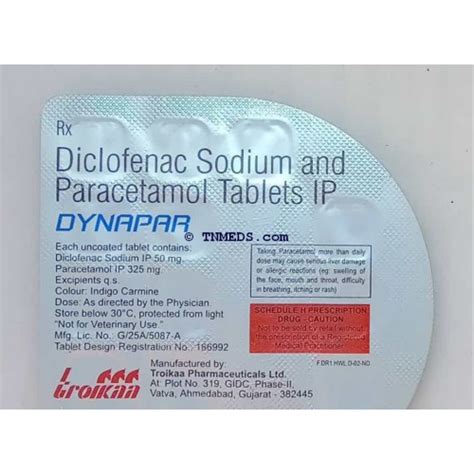 Rx
Diclofenac Sodium and
Paracetamol Tablets IP
DYNAPAR
© TNMEDS.com
Each uncoated tablet contains:
Diclofenac Sodium IP 50 mg.
Paracetamol IP 325 mg.
Excipients q.s.
Colour: Indigo Carmine
Dose: As directed by the Physician.
Store below 30°C, protected from light
"Not for Veterinary Use"
Mfg. Lic. No.: G/25A/5087-A
Tablet Design Registration No.: 186992
Taking Paracetamol more than daily
dose may cause serious liver damage
or allergic reactions (eg: swelling of
the face, mouth and throat, difficulty
in breathing, itching or rash)
SCHEDULE H PRESCRIPTION
DRUG - CAUTION
Not to be sold by retail without
the prescription of a Registered
Medical Practitioner
troikaa
Manufactured by:
Troikaa Pharmaceuticals Ltd.
At: Plot No. 319, GIDC, Phase-II,
Vatva, Ahmedabad, Gujarat - 382445